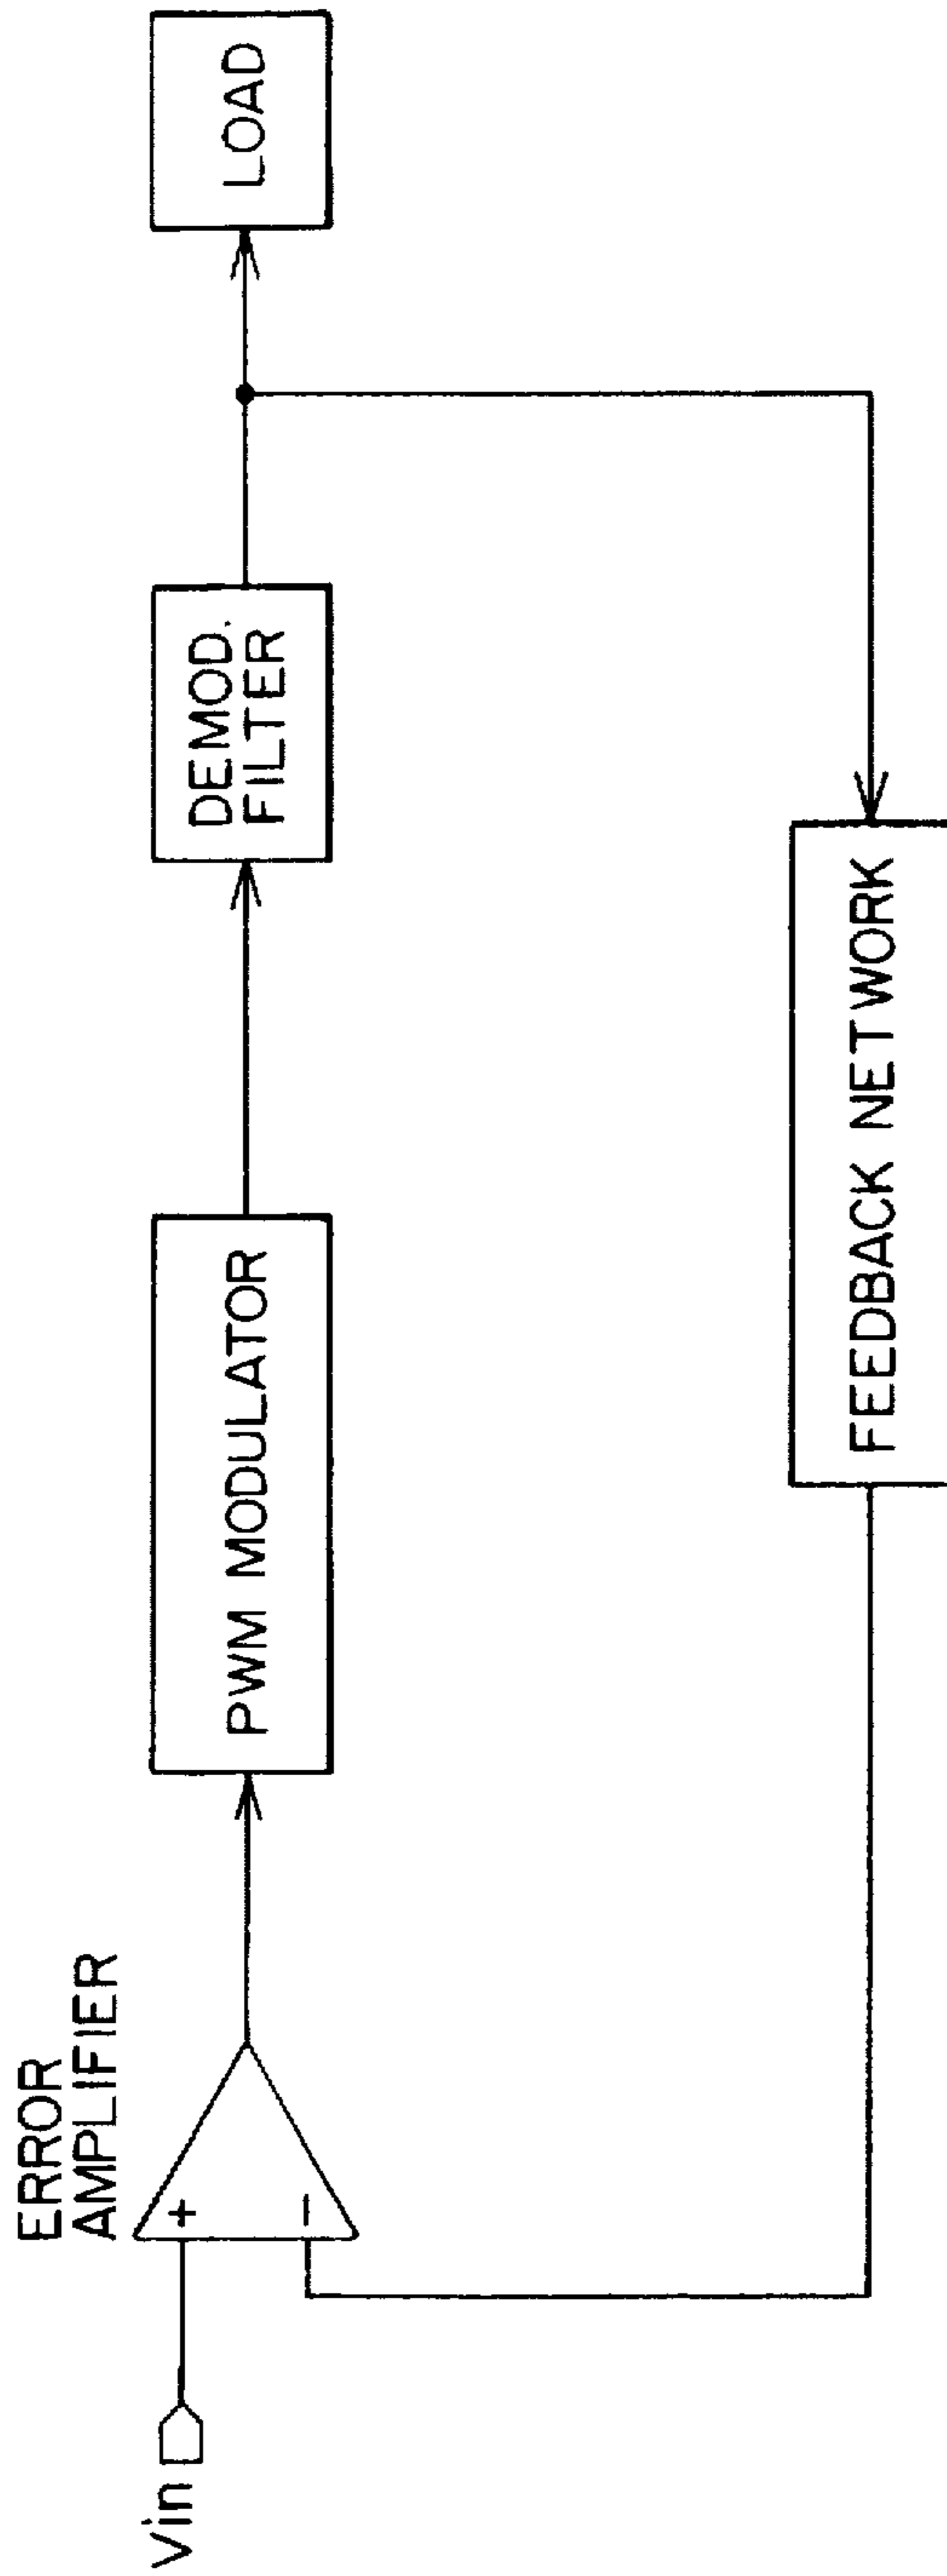 Vin
ERROR
AMPLIFIER
+
−
PWM MODULATOR
DEMOD.
FILTER
LOAD
FEEDBACK NETWORK